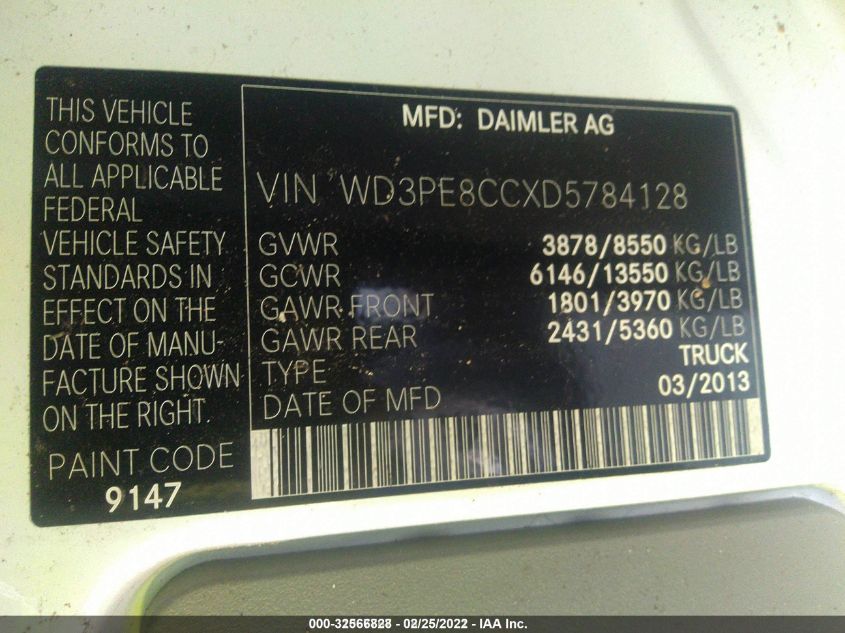 THIS VEHICLE
CONFORMS TO
ALL APPLICABLE
FEDERAL
VEHICLE SAFETY
STANDARDS IN
EFFECT ON THE
DATE OF MANU-
FACTURE SHOWN
ON THE RIGHT.
PAINT CODE
9147
MFD: DAIMLER AG
VIN WD3PE8CCXD5784128
GVWR 3878/8550 KG/LB
GCWR 6146/13550 KG/LB
GAWR FRONT 1801/3970 KG/LB
GAWR REAR 2431/5360 KG/LB
TYPE TRUCK
DATE OF MFD 03/2013
000-32566828 - 02/25/2022 - IAA Inc.